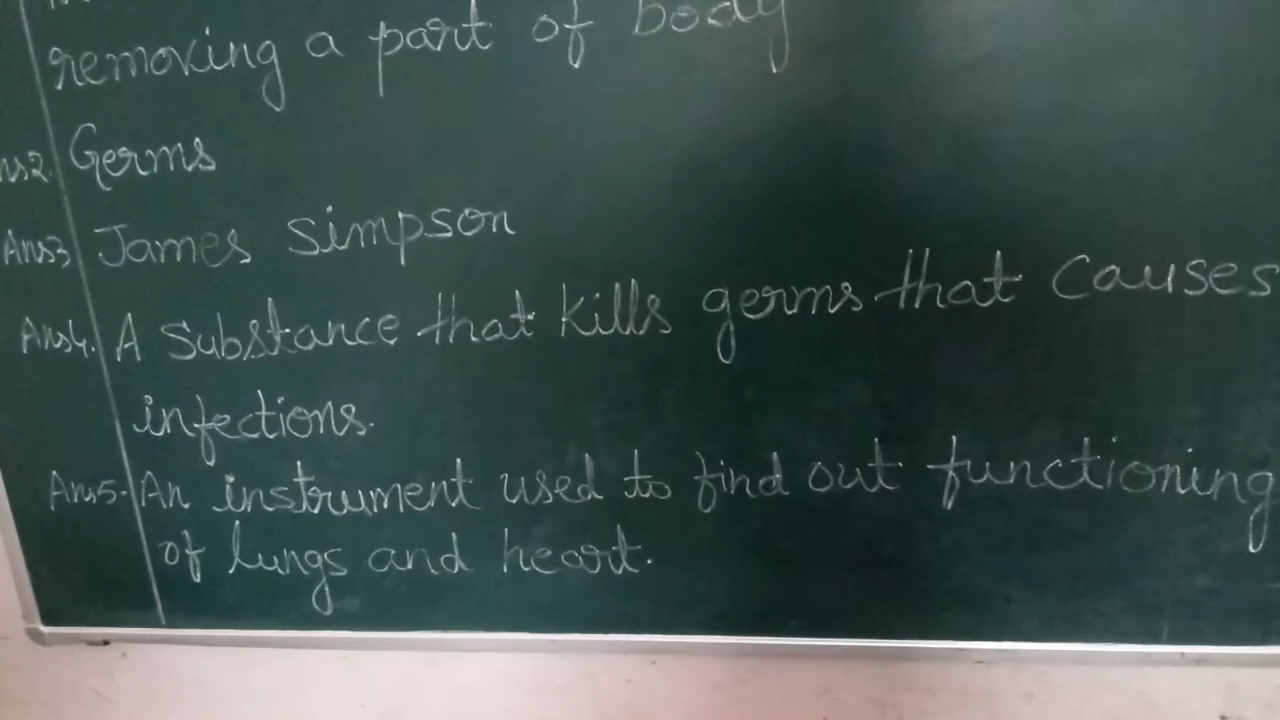 removing a part of body
Ans2. Germs
Ans3 James Simpson
Ans4. A substance that kills germs that causes
infections.
Ans5. An instrument used to find out functioning
of lungs and heart.